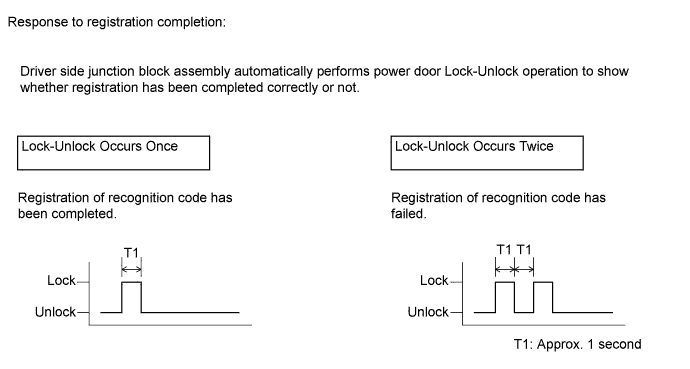 Response to registration completion:
Driver side junction block assembly automatically performs power door Lock-Unlock operation to show
whether registration has been completed correctly or not.
Lock-Unlock Occurs Once
Registration of recognition code has
been completed.
T1
Lock
Unlock
Lock-Unlock Occurs Twice
Registration of recognition code has
failed.
T1 T1
Lock
Unlock
T1: Approx. 1 second